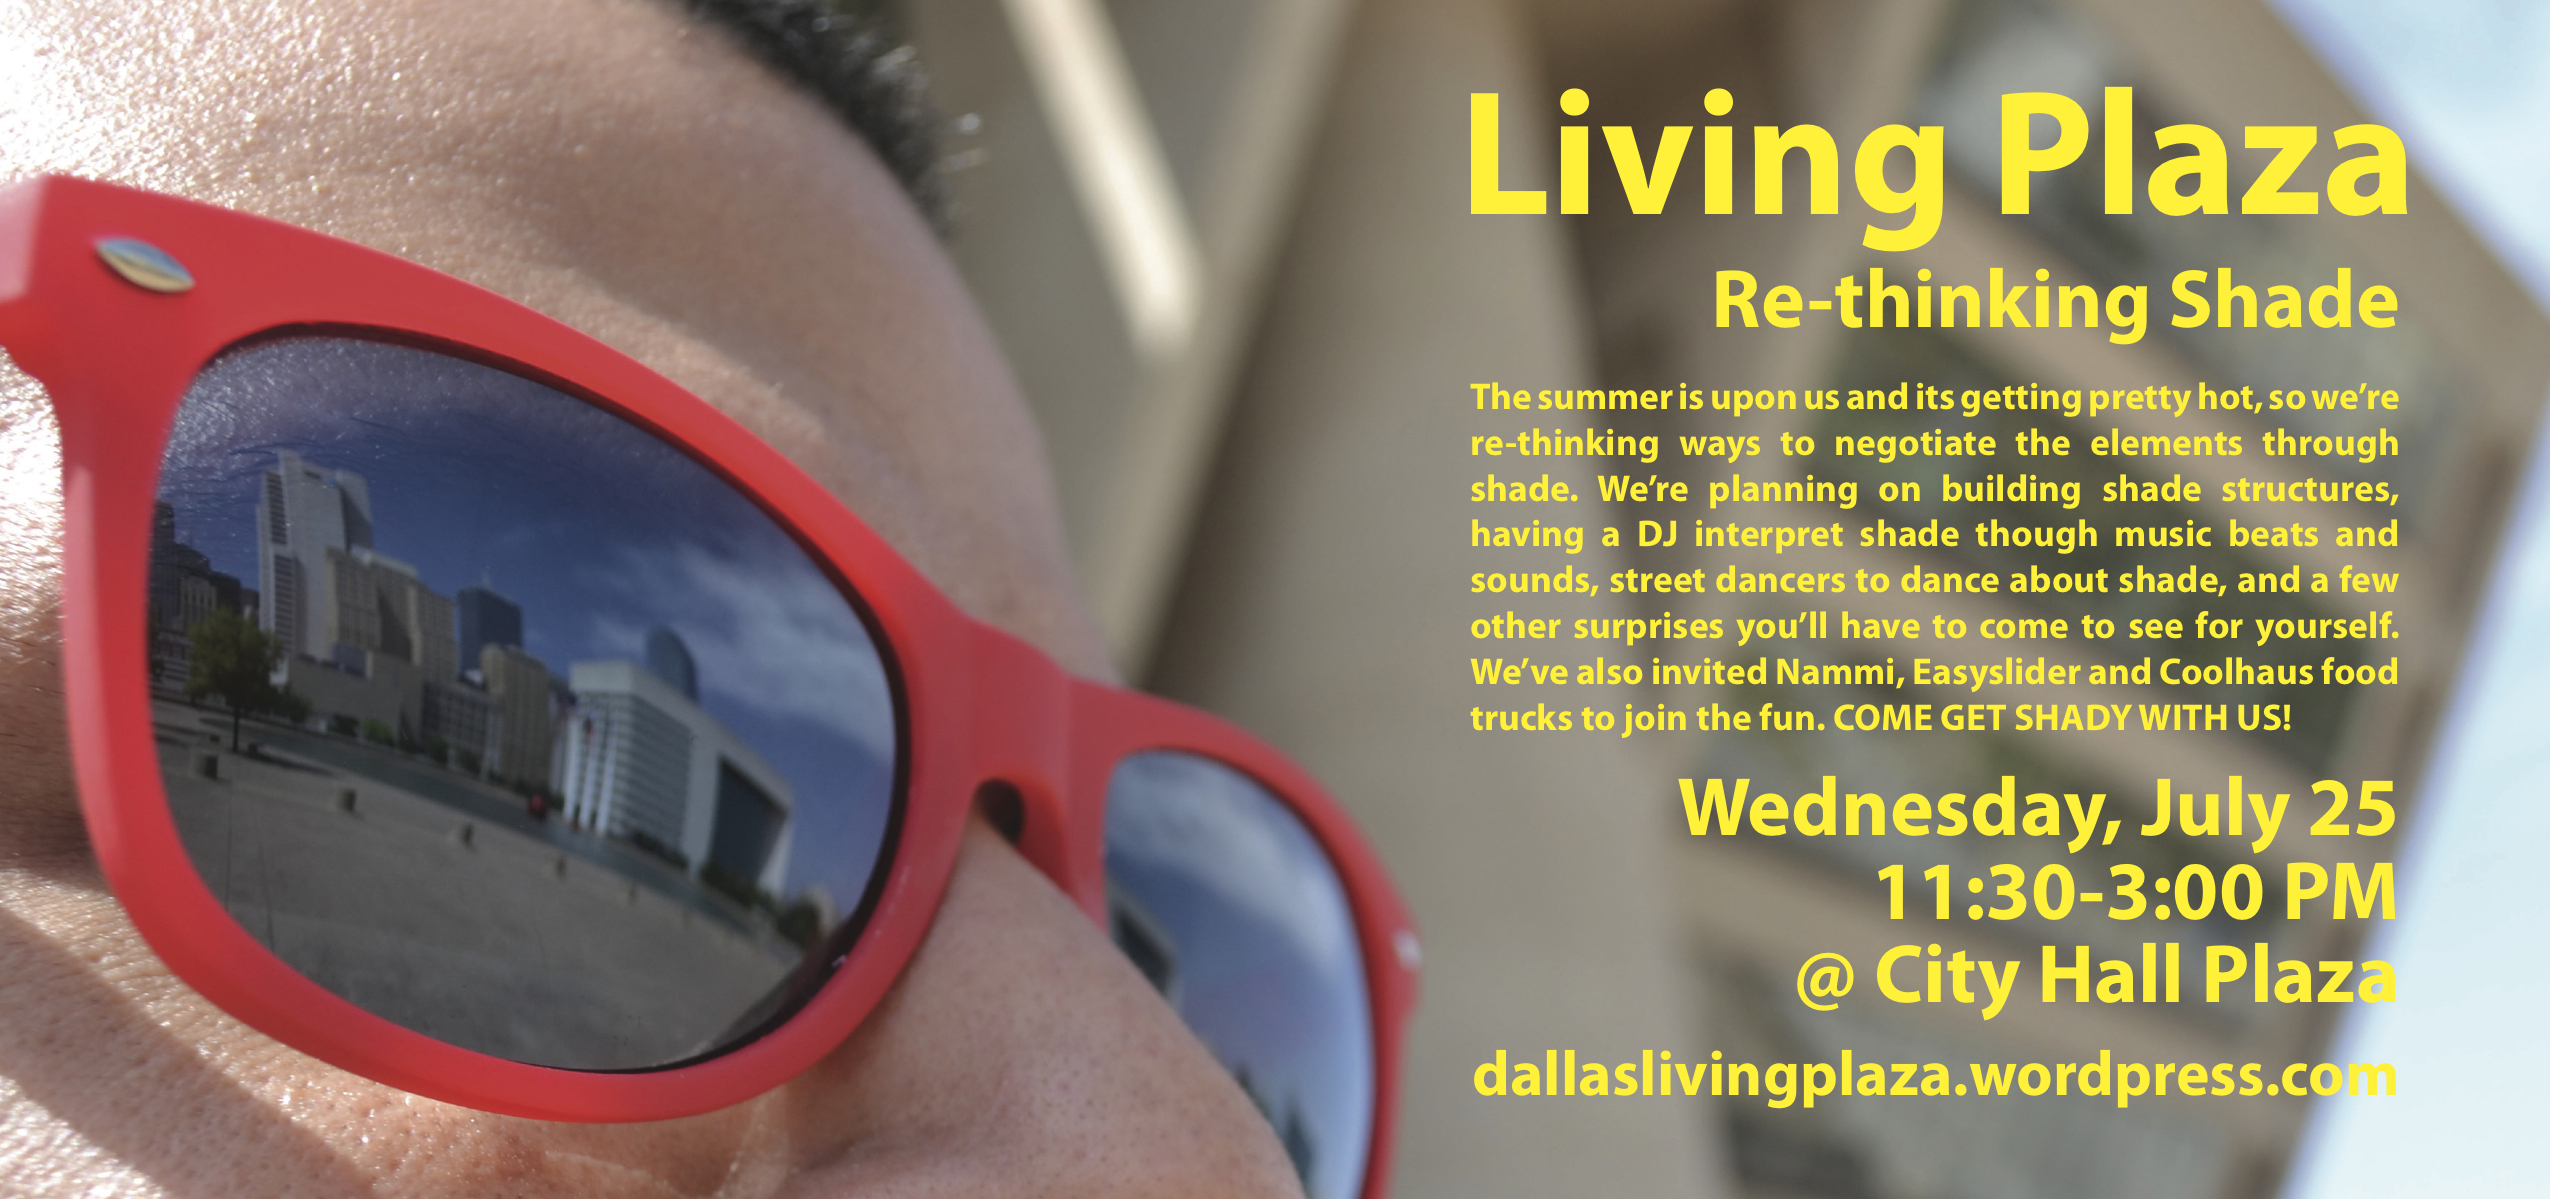 Living Plaza
Re-thinking Shade
The summer is upon us and its getting pretty hot, so we’re
re-thinking ways to negotiate the elements through
shade. We’re planning on building shade structures,
having a DJ interpret shade though music beats and
sounds, street dancers to dance about shade, and a few
other surprises you’ll have to come to see for yourself.
We’ve also invited Nammi, Easyslider and Coolhaus food
trucks to join the fun. COME GET SHADY WITH US!
Wednesday, July 25
11:30-3:00 PM
@ City Hall Plaza
dallaslivingplaza.wordpress.com